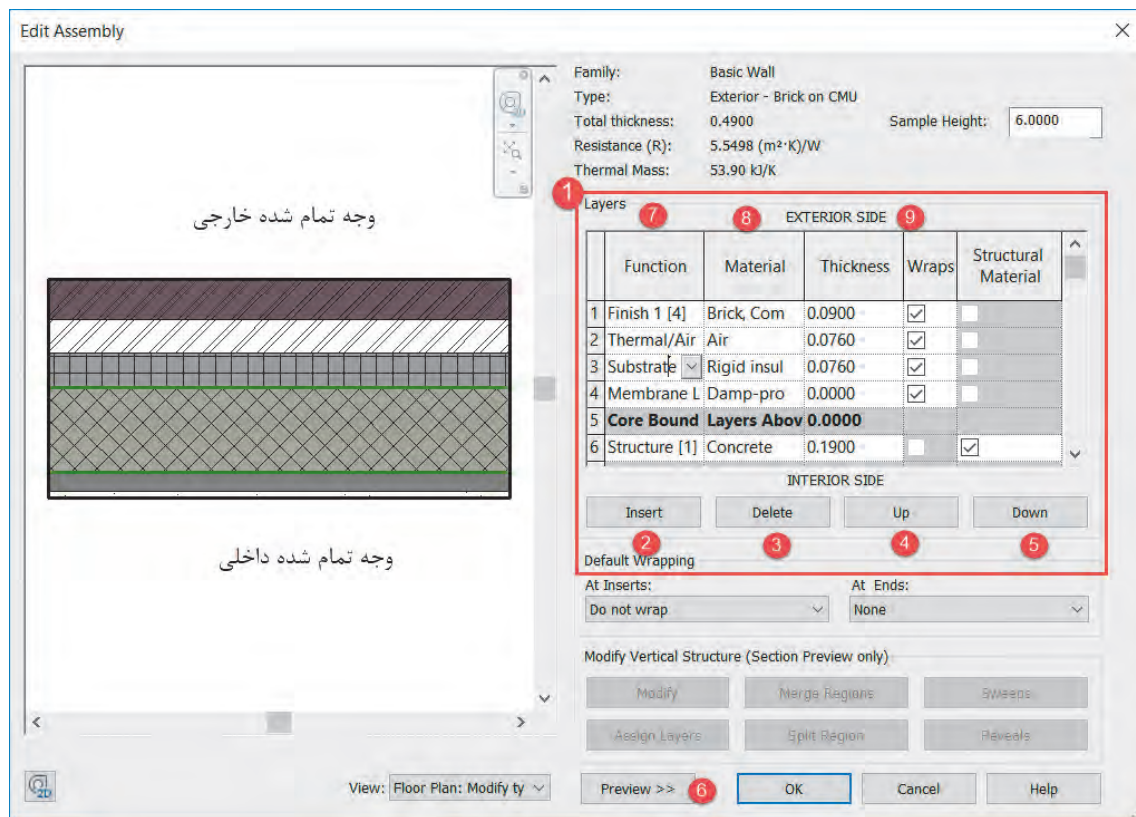 Edit Assembly
وجه تمام شده خارجی
وجه تمام شده داخلی
2D
View: Floor Plan: Modify ty
Family: Basic Wall
Type: Exterior - Brick on CMU
Total thickness: 0.4900 Sample Height: 6.0000
Resistance (R): 5.5498 (m²·K)/W
Thermal Mass: 53.90 kJ/K
1
Layers
7 8 EXTERIOR SIDE 9
Function Material Thickness Wraps Structural Material
1 Finish 1 [4] Brick, Com 0.0900
2 Thermal/Air Air 0.0760
3 Substrate Rigid insul 0.0760
4 Membrane L Damp-pro 0.0000
5 Core Bound Layers Abov 0.0000
6 Structure [1] Concrete 0.1900
INTERIOR SIDE
Insert Delete Up Down
2 3 4 5
Default Wrapping
At Inserts: At Ends:
Do not wrap None
Modify Vertical Structure (Section Preview only)
Modify Merge Regions Sweeps
Assign Layers Split Region Reveals
Preview >> 6 OK Cancel Help